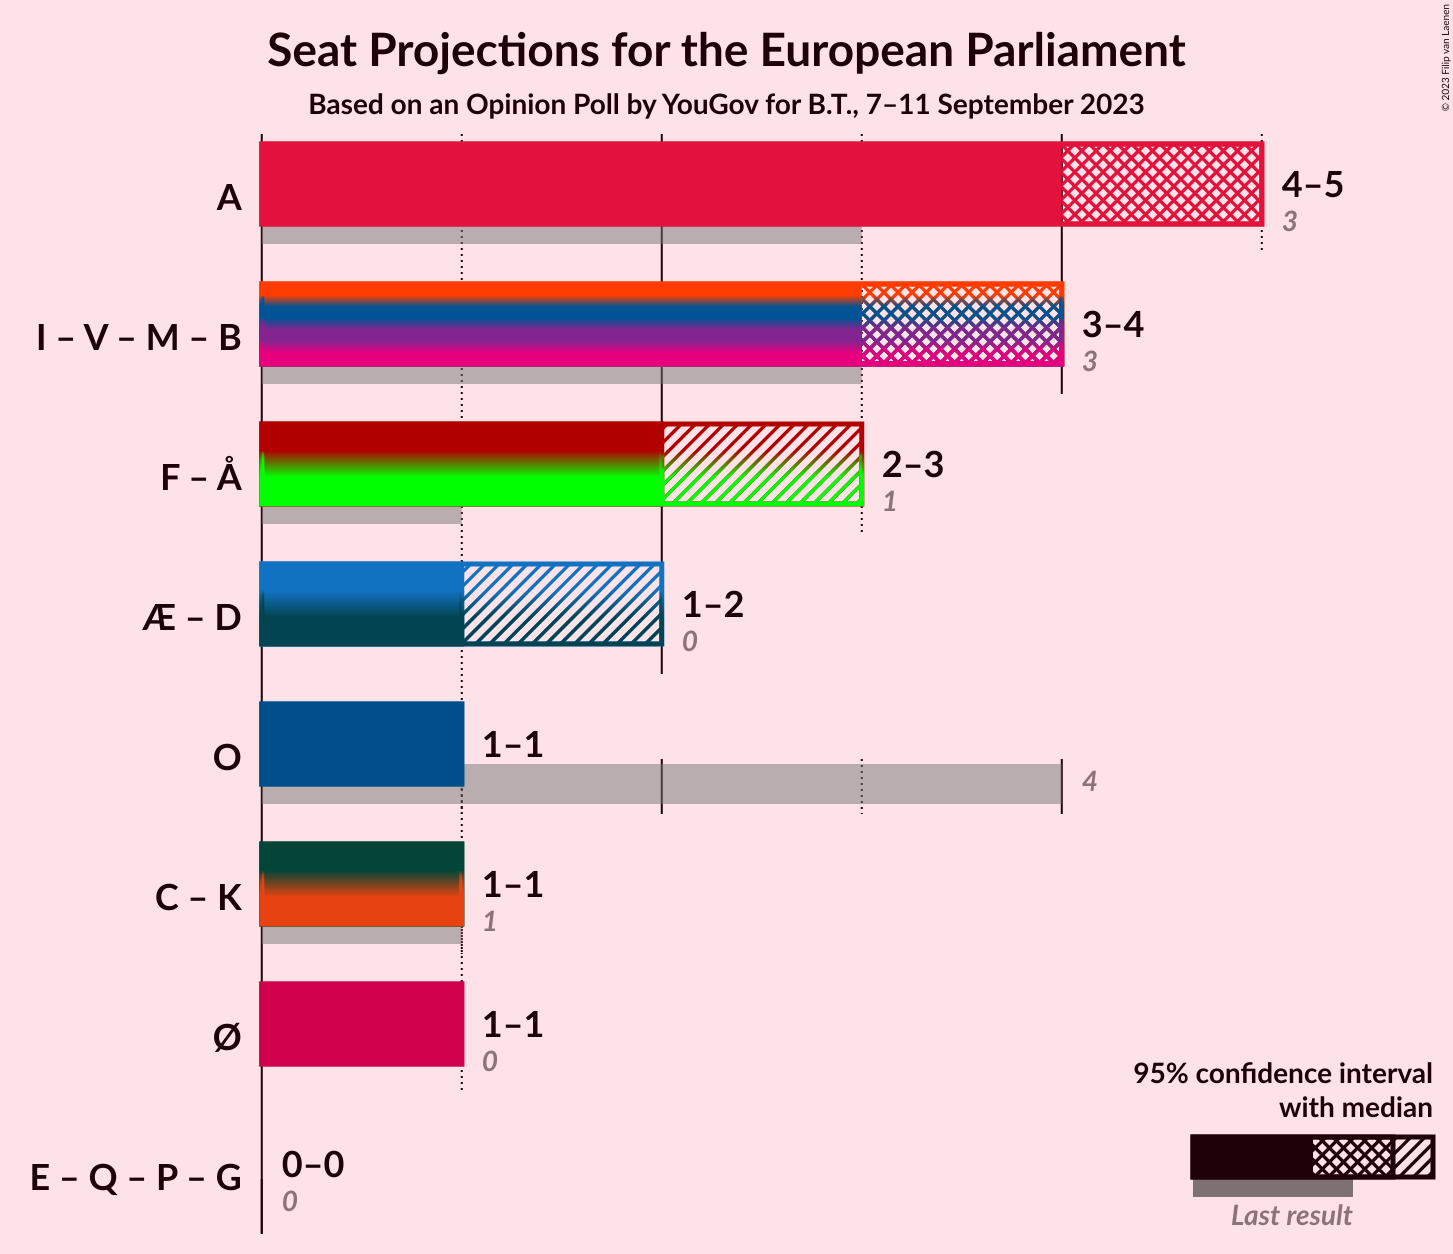 Seat Projections for the European Parliament
Based on an Opinion Poll by YouGov for B.T., 7–11 September 2023
© 2023 Filip van Laenen
A
4–5
3
I – V – M – B
3–4
3
F – Å
2–3
1
Æ – D
1–2
0
O
1–1
4
C – K
1–1
1
Ø
1–1
0
E – Q – P – G
0–0
0
95% confidence interval
with median
Last result